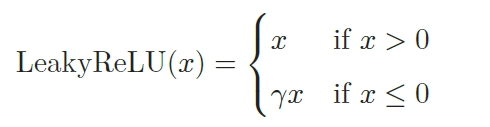 LeakyReLU(x) = { x if x > 0
γx if x ≤ 0